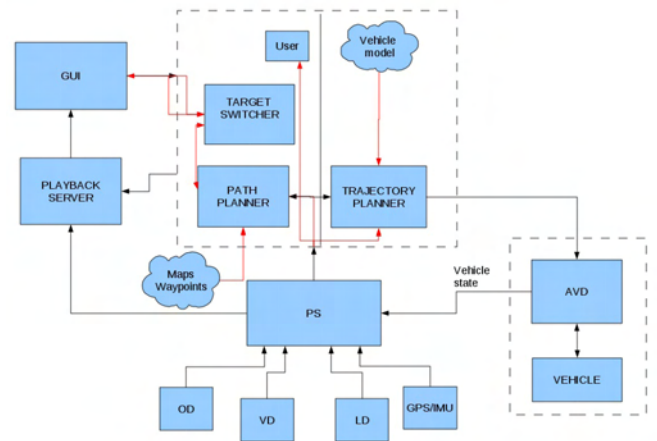 User
Vehicle
model
GUI
TARGET
SWITCHER
PLAYBACK
SERVER
PATH
PLANNER
TRAJECTORY
PLANNER
Maps
Waypoints
Vehicle
state
AVD
PS
VEHICLE
OD
VD
LD
GPS/IMU